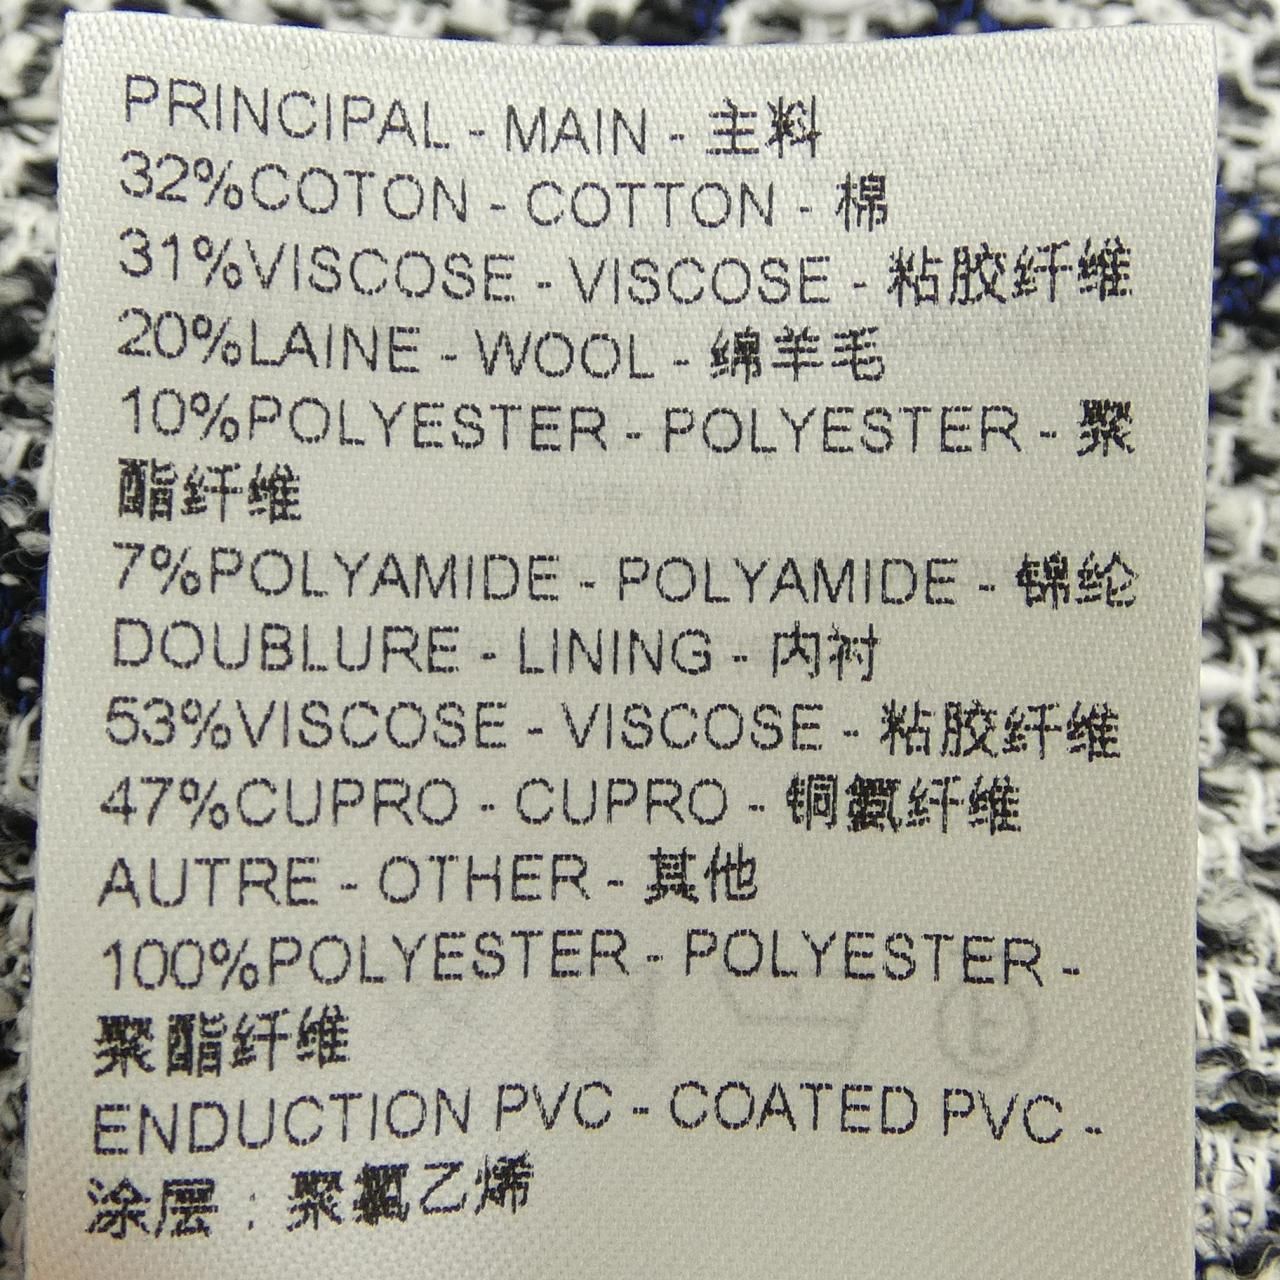 PRINCIPAL - MAIN - 主料
32%COTON - COTTON - 棉
31%VISCOSE - VISCOSE - 粘胶纤维
20%LAINE - WOOL - 绵羊毛
10%POLYESTER - POLYESTER - 聚
酯纤维
7%POLYAMIDE - POLYAMIDE - 锦纶
DOUBLURE - LINING - 内衬
53%VISCOSE - VISCOSE - 粘胶纤维
47%CUPRO - CUPRO - 铜氨纤维
AUTRE - OTHER - 其他
100%POLYESTER - POLYESTER -
聚酯纤维
ENDUCTION PVC - COATED PVC -
涂层 : 聚氯乙烯